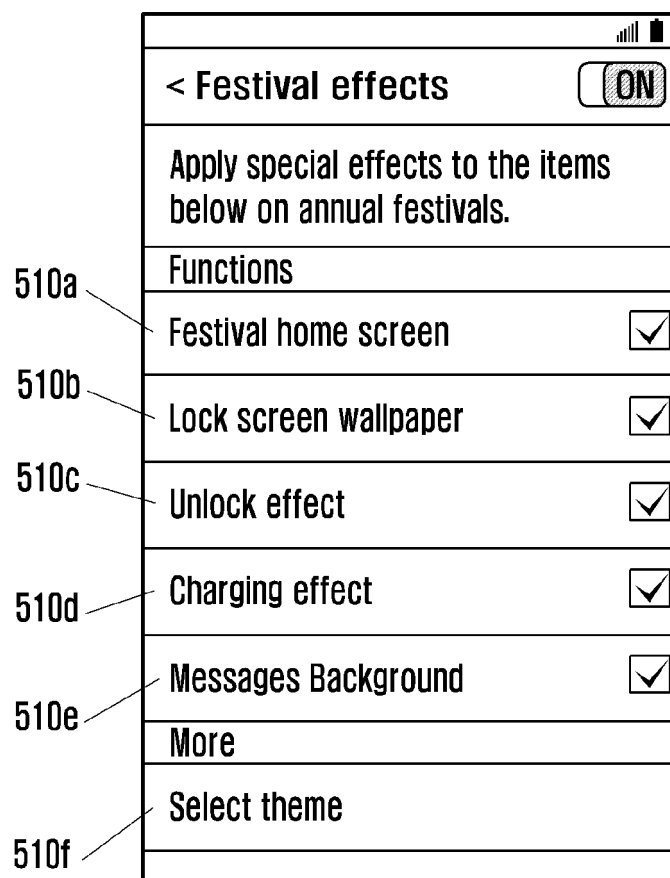 < Festival effects ON
Apply special effects to the items
below on annual festivals.
Functions
510a
Festival home screen
510b
Lock screen wallpaper
510c
Unlock effect
510d
Charging effect
510e
Messages Background
More
510f
Select theme